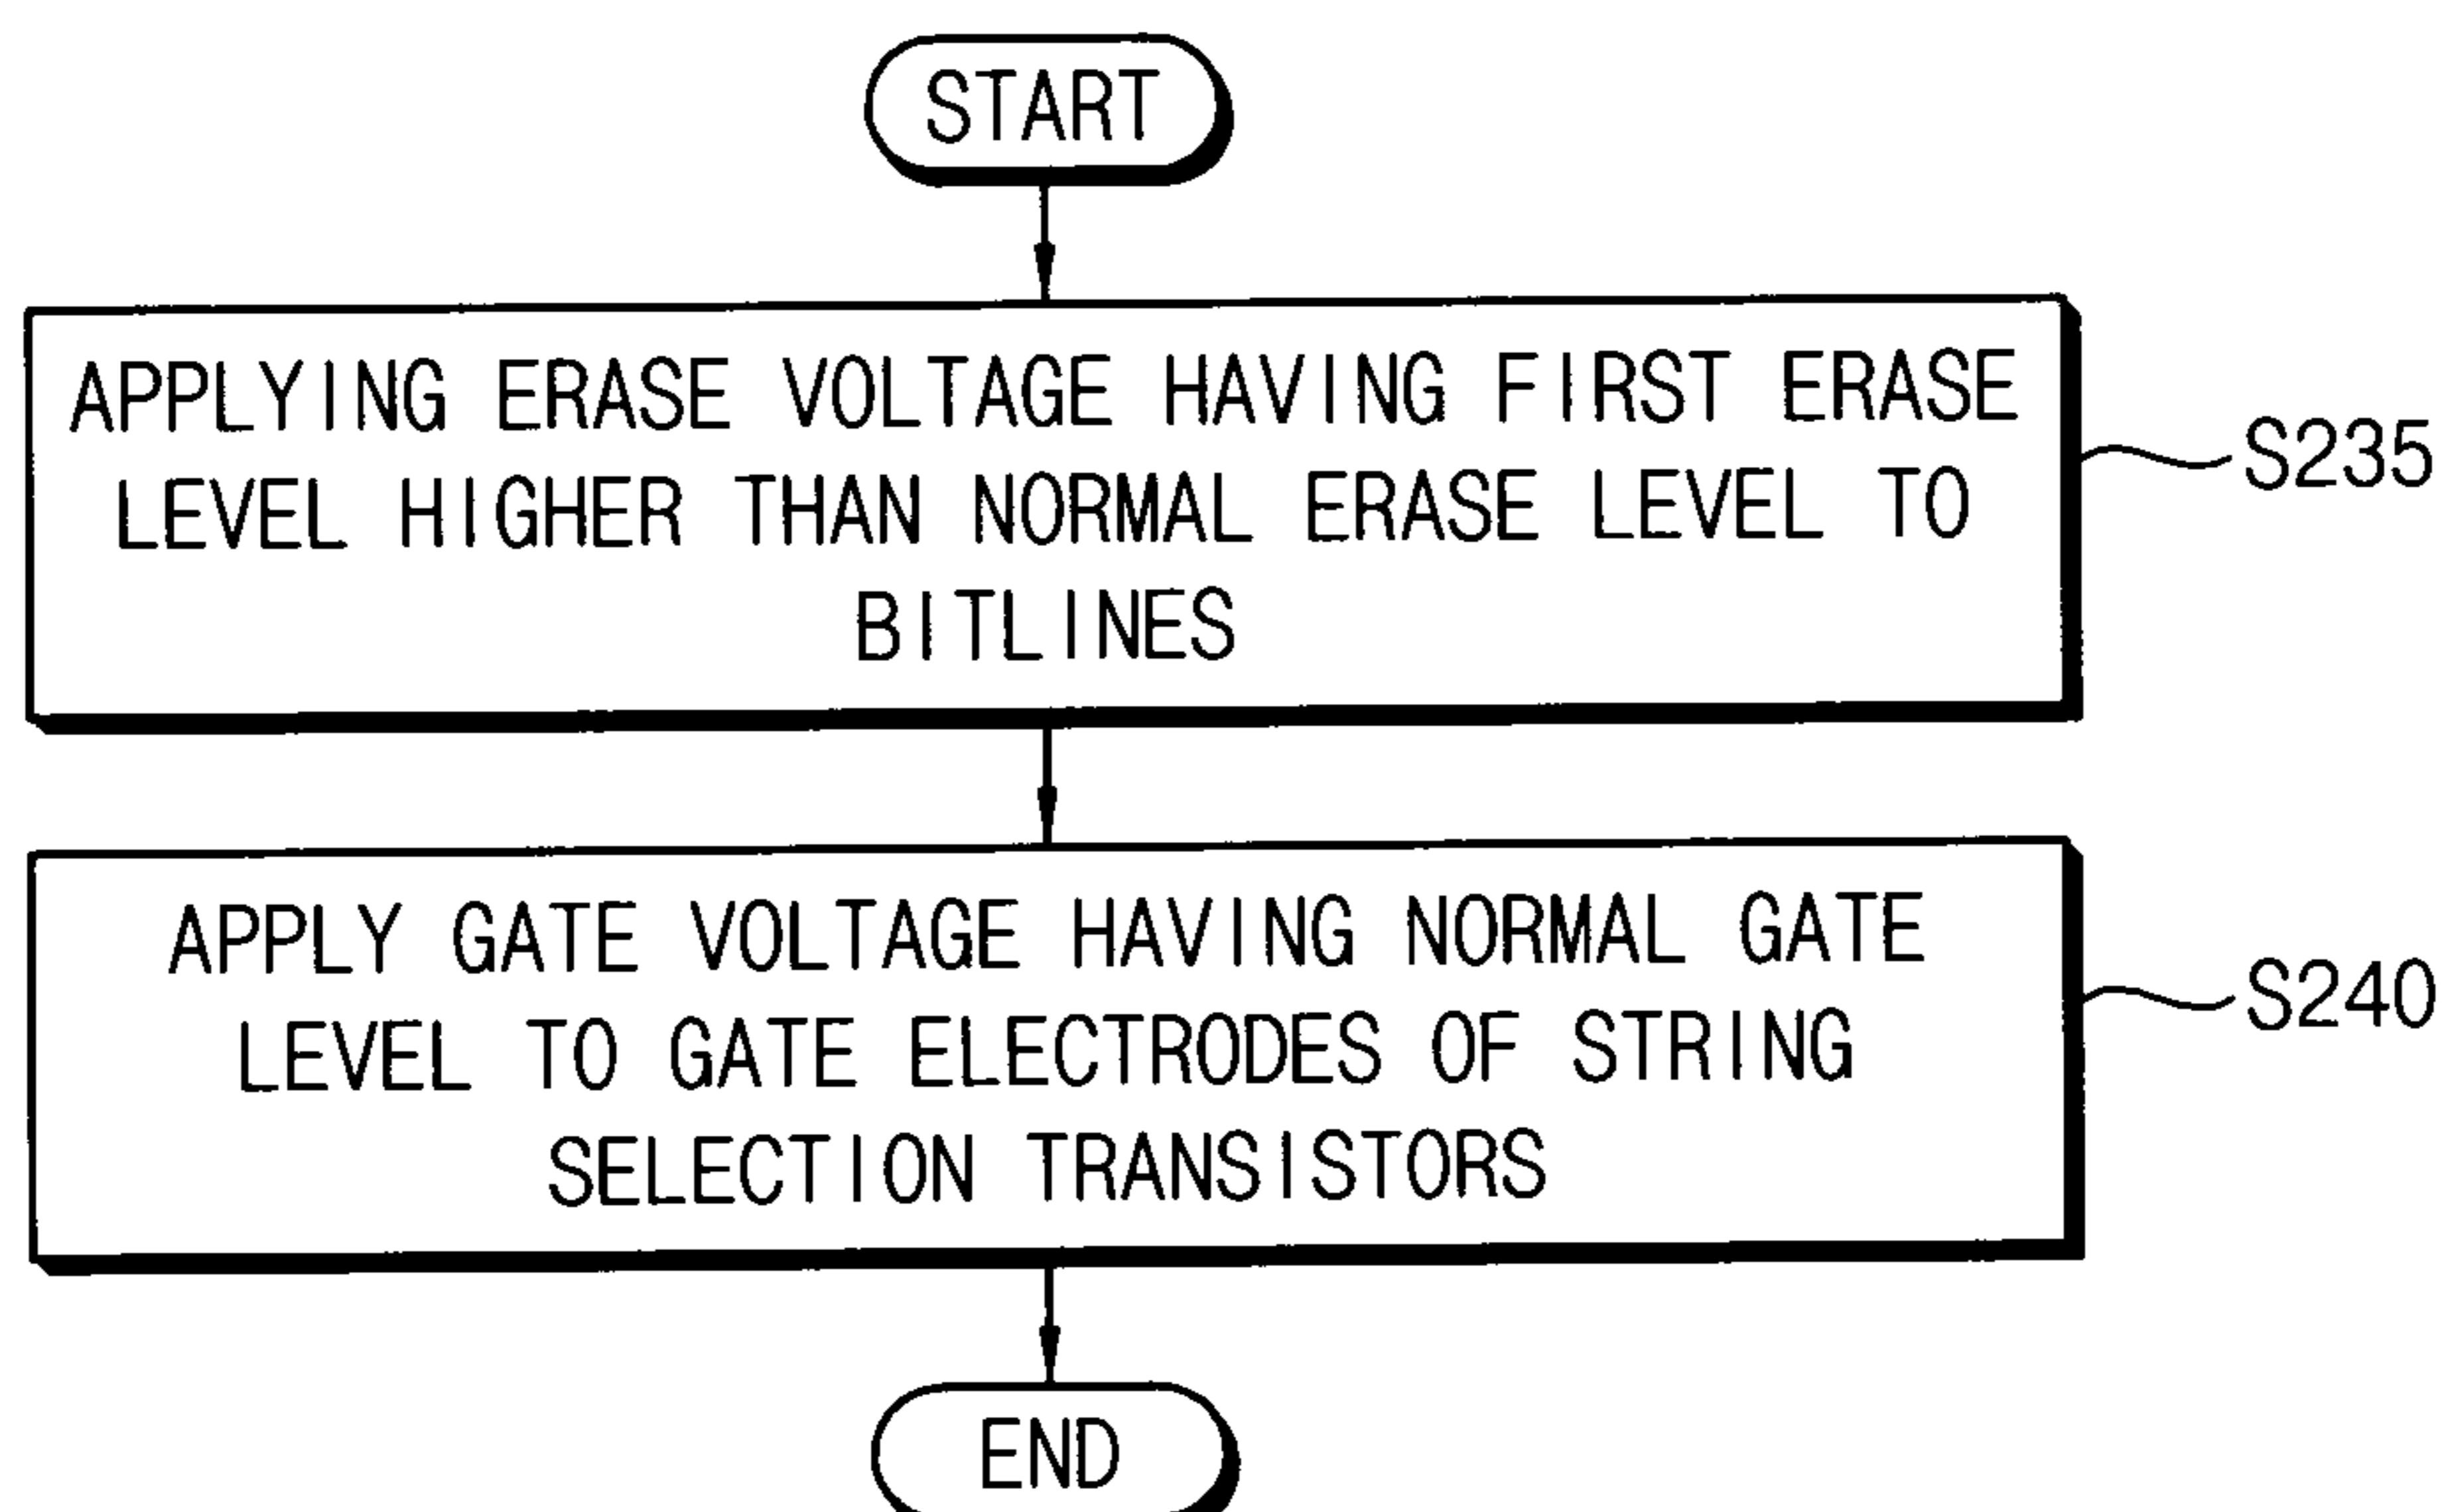 START
APPLYING ERASE VOLTAGE HAVING FIRST ERASE
LEVEL HIGHER THAN NORMAL ERASE LEVEL TO
BITLINES
S235
APPLY GATE VOLTAGE HAVING NORMAL GATE
LEVEL TO GATE ELECTRODES OF STRING
SELECTION TRANSISTORS
S240
END